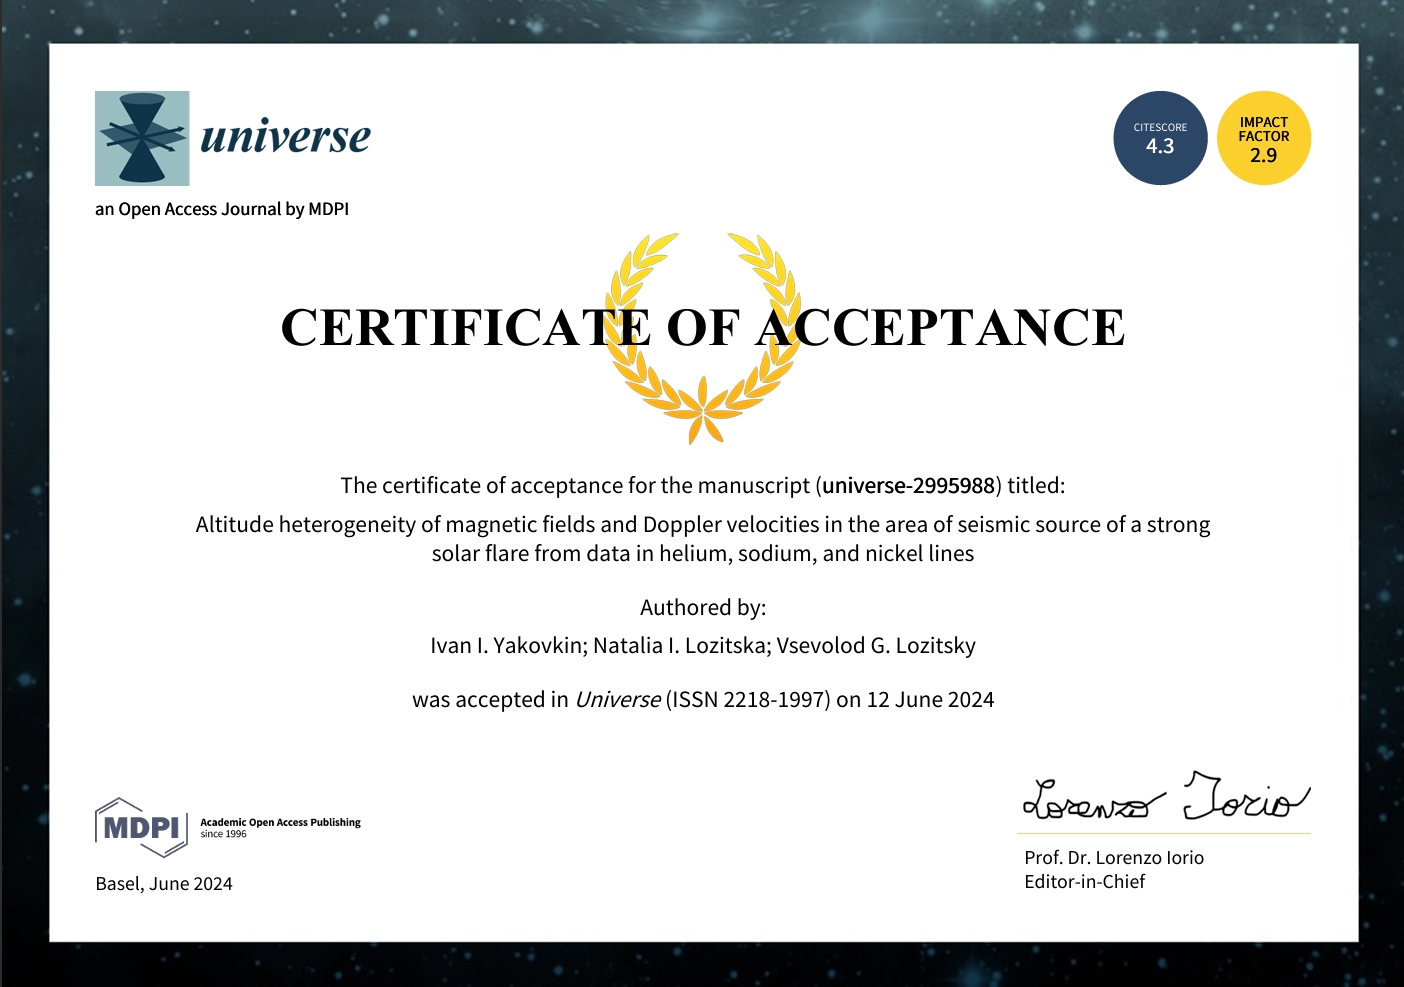 universe
an Open Access Journal by MDPI
CITESCORE
4.3
IMPACT
FACTOR
2.9
CERTIFICATE OF ACCEPTANCE
The certificate of acceptance for the manuscript (universe-2995988) titled:
Altitude heterogeneity of magnetic fields and Doppler velocities in the area of seismic source of a strong
solar flare from data in helium, sodium, and nickel lines
Authored by:
Ivan I. Yakovkin; Natalia I. Lozitska; Vsevolod G. Lozitsky
was accepted in Universe (ISSN 2218-1997) on 12 June 2024
MDPI
Academic Open Access Publishing
since 1996
Basel, June 2024
Lorenzo Iorio
Prof. Dr. Lorenzo Iorio
Editor-in-Chief